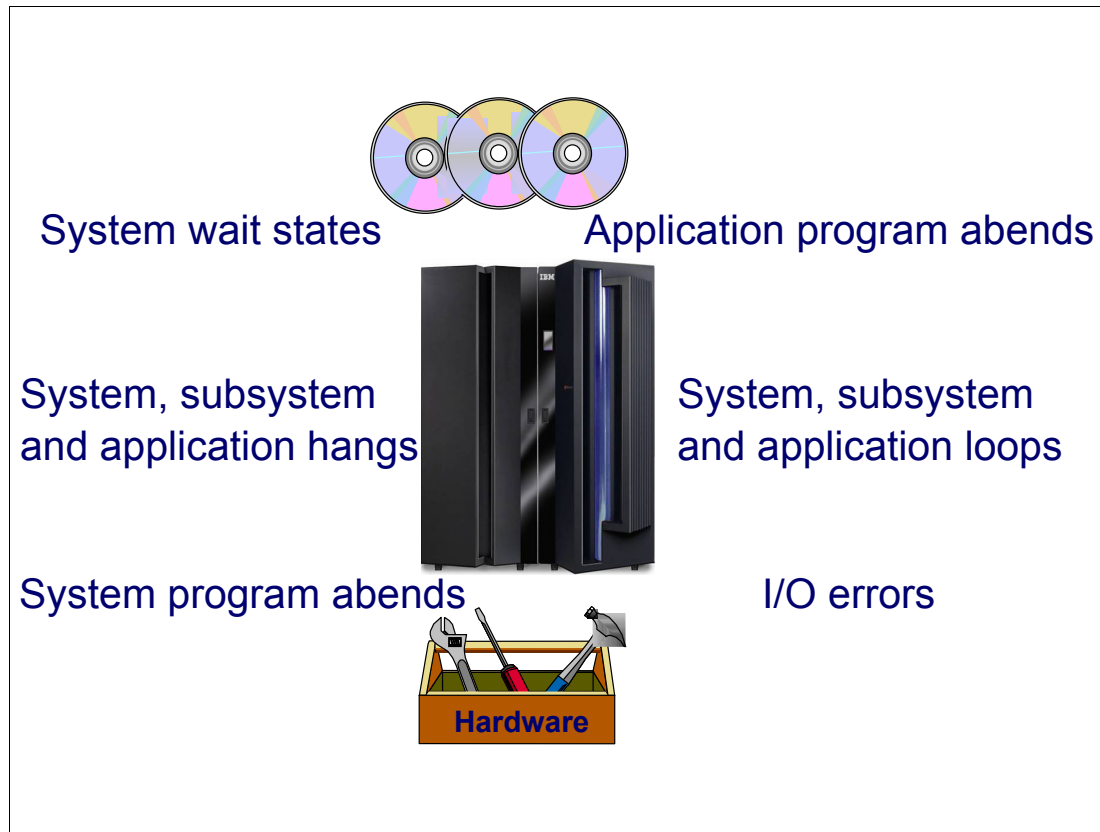 System wait states
Application program abends
IBM
System, subsystem
and application hangs
System, subsystem
and application loops
System program abends
I/O errors
Hardware